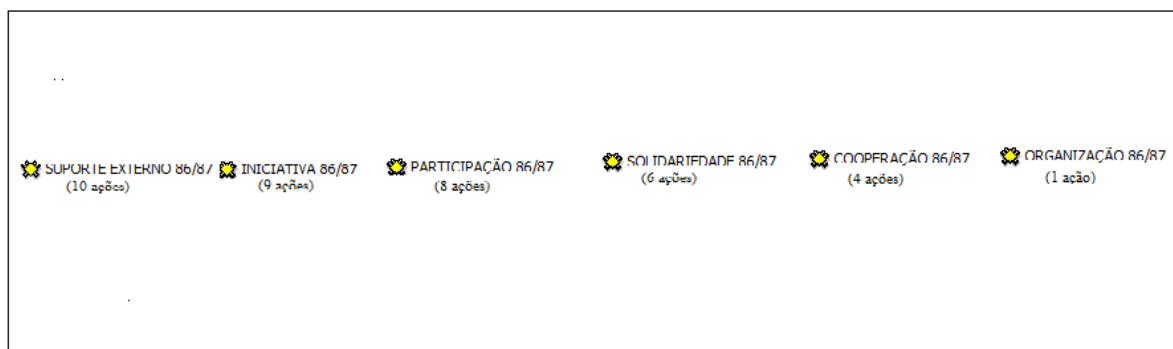 SUPORTE EXTERNO 86/87
(10 ações)
INICIATIVA 86/87
(9 ações)
PARTICIPAÇÃO 86/87
(8 ações)
SOLIDARIEDADE 86/87
(6 ações)
COOPERAÇÃO 86/87
(4 ações)
ORGANIZAÇÃO 86/87
(1 ação)